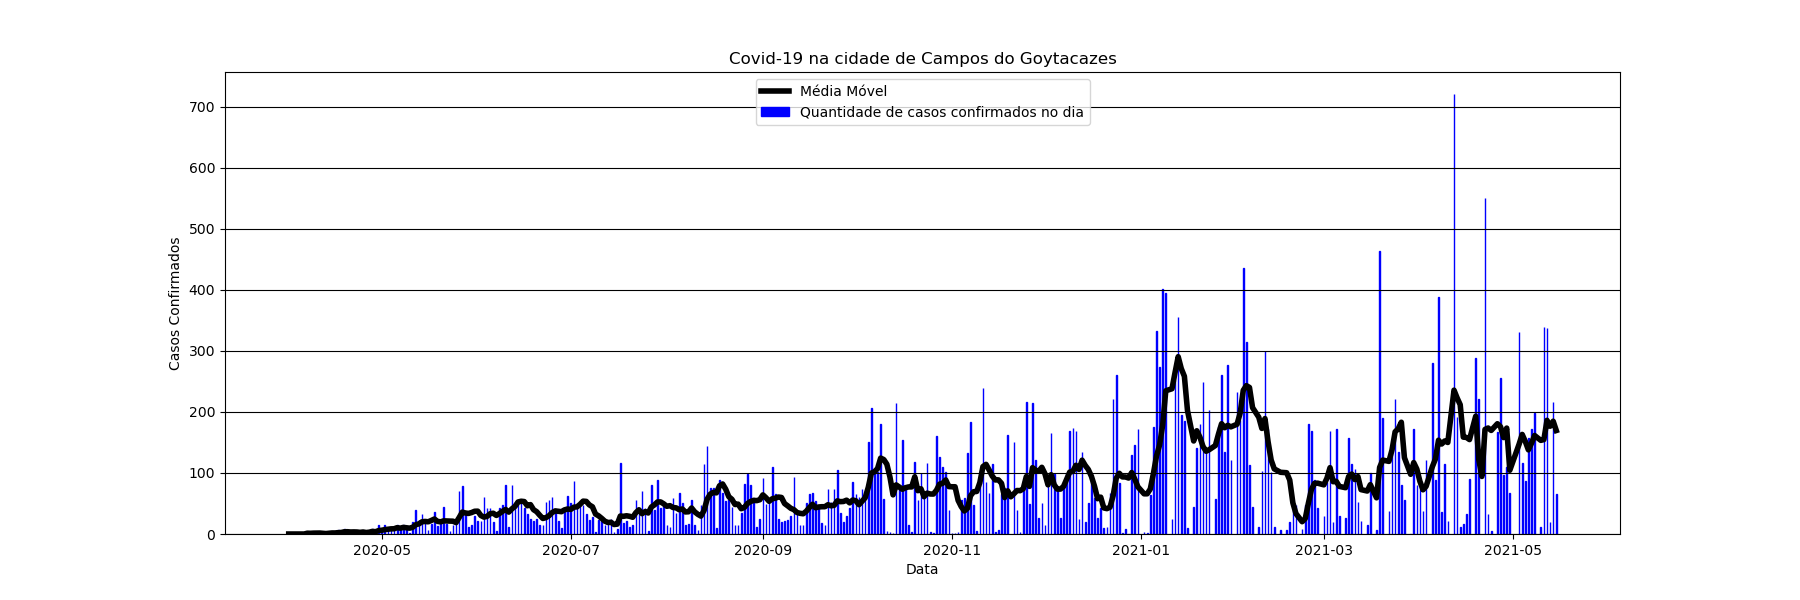 Covid-19 na cidade de Campos do Goytacazes
Média Móvel
Quantidade de casos confirmados no dia
Casos Confirmados
700
600
500
400
300
200
100
0
2020-05 2020-07 2020-09 2020-11 2021-01 2021-03 2021-05
Data